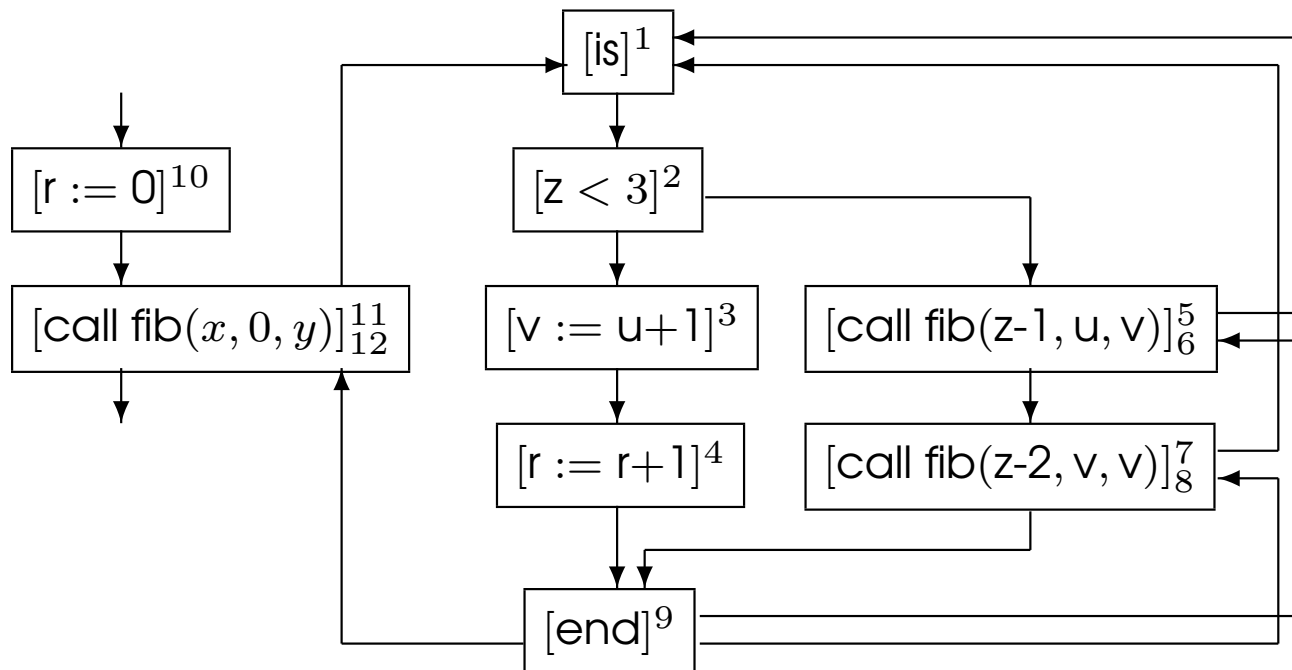 [is]^1
[r := 0]^10
[z < 3]^2
[call fib(x, 0, y)]^11_12
[v := u+1]^3
[call fib(z-1, u, v)]^5_6
[r := r+1]^4
[call fib(z-2, v, v)]^7_8
[end]^9